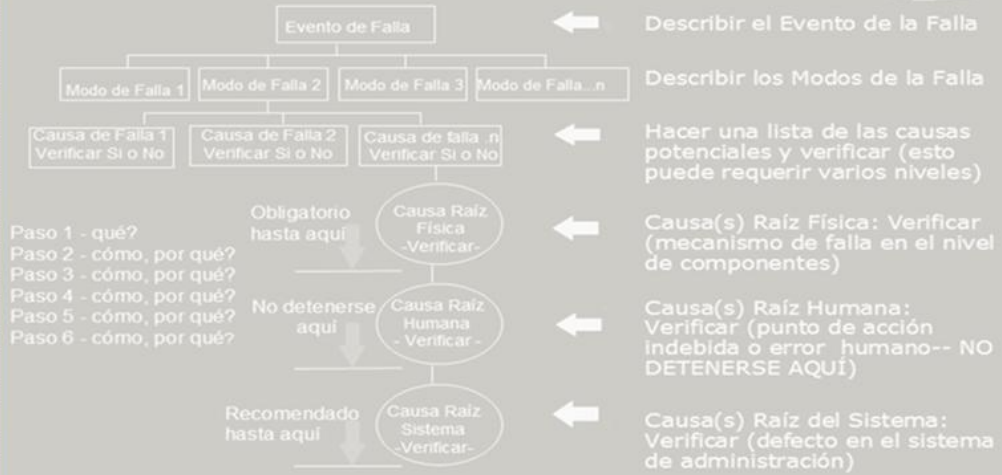 Evento de Falla
Describir el Evento de la Falla
Modo de Falla 1
Modo de Falla 2
Modo de Falla 3
Modo de Falla...n
Describir los Modos de la Falla
Causa de Falla 1
Verificar Si o No
Causa de Falla 2
Verificar Si o No
Causa de falla .n
Verificar Si o No
Hacer una lista de las causas
potenciales y verificar (esto
puede requerir varios niveles)
Paso 1 - qué?
Paso 2 - cómo, por qué?
Paso 3 - cómo, por qué?
Paso 4 - cómo, por qué?
Paso 5 - cómo, por qué?
Paso 6 - cómo, por qué?
Obligatorio
hasta aquí
Causa Raíz
Física
-Verificar-
Causa(s) Raíz Física: Verificar
(mecanismo de falla en el nivel
de componentes)
No detenerse
aquí
Causa Raíz
Humana
- Verificar -
Causa(s) Raíz Humana:
Verificar (punto de acción
indebida o error humano-- NO
DETENERSE AQUÍ)
Recomendado
hasta aquí
Causa Raíz
Sistema
-Verificar-
Causa(s) Raíz del Sistema:
Verificar (defecto en el sistema
de administración)